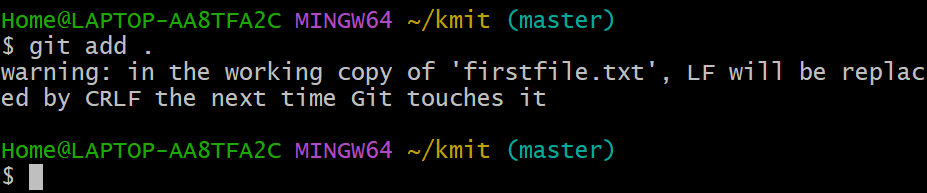 Home@LAPTOP-AA8TFA2C MINGW64 ~/kmit (master)
$ git add .
warning: in the working copy of 'firstfile.txt', LF will be replac
ed by CRLF the next time Git touches it
Home@LAPTOP-AA8TFA2C MINGW64 ~/kmit (master)
$